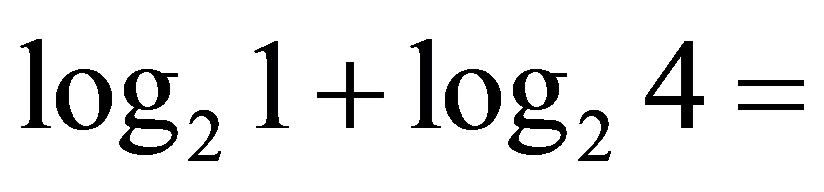 log₂ 1 + log₂ 4 =